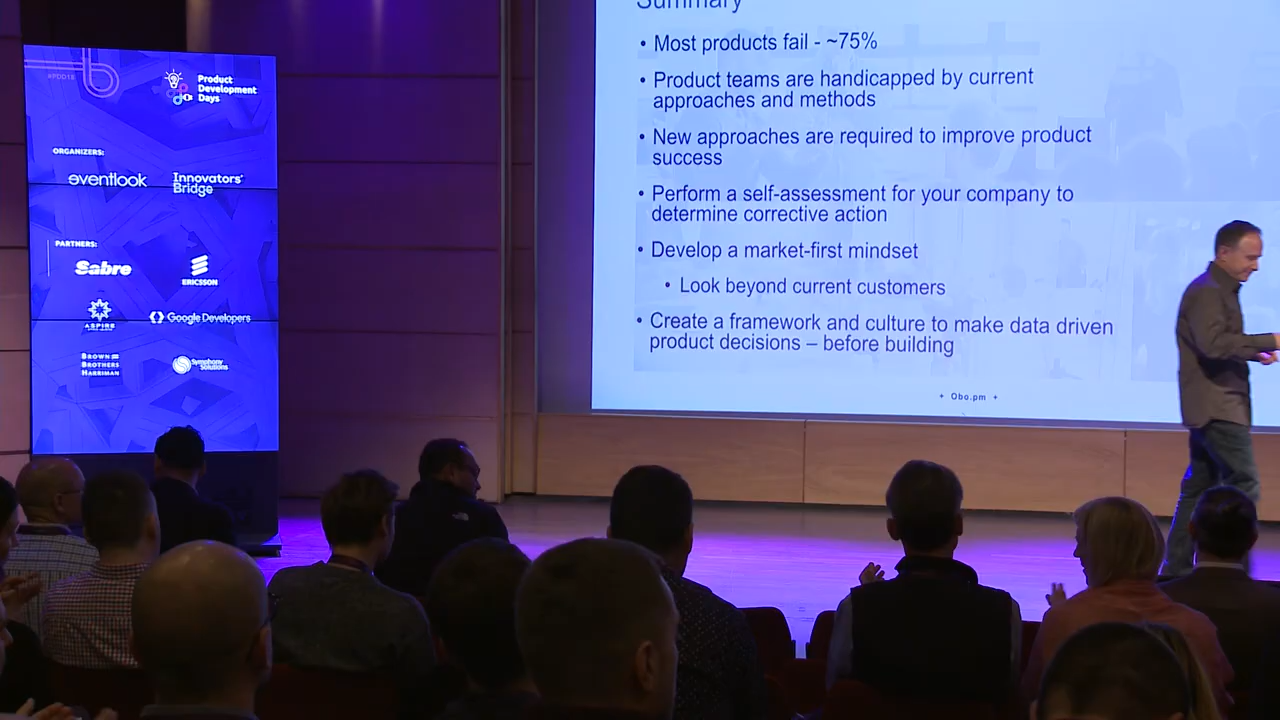 #PDD18
Product
Development
Days
ORGANIZERS:
eventlook
Innovators'
Bridge
PARTNERS:
Sabre
ERICSSON
ASPIRE
Google Developers
BROWN
BROTHERS
HARRIMAN
Symphony
Solutions
Summary
• Most products fail - ~75%
• Product teams are handicapped by current
approaches and methods
• New approaches are required to improve product
success
• Perform a self-assessment for your company to
determine corrective action
• Develop a market-first mindset
• Look beyond current customers
• Create a framework and culture to make data driven
product decisions – before building
+ Obo.pm +